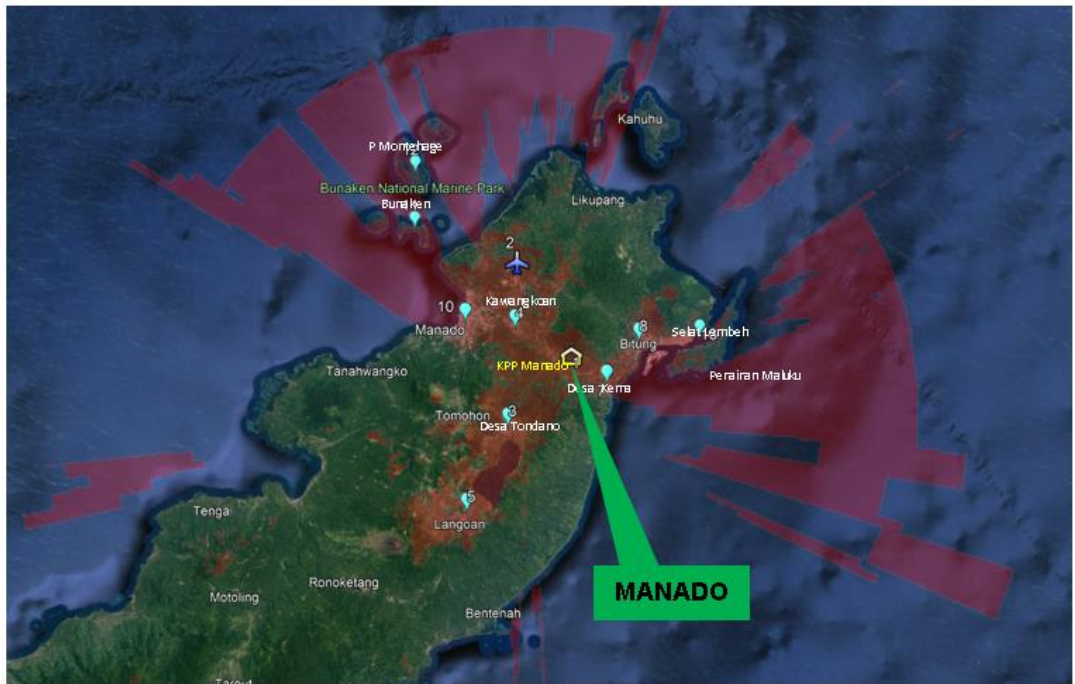 Kahuhu
P Montehage
Bunaken National Marine Park
Bunaken
Likupang
2
Kawangkoan
10
4
8
Manado
Bitung
Selat Lembeh
KPP Manado
Tanahwangko
Desa Kema
Perairan Maluku
Tomohon
3
Desa Tondano
5
Langoan
Tenga
Ronoketang
Motoling
MANADO
Bentenah